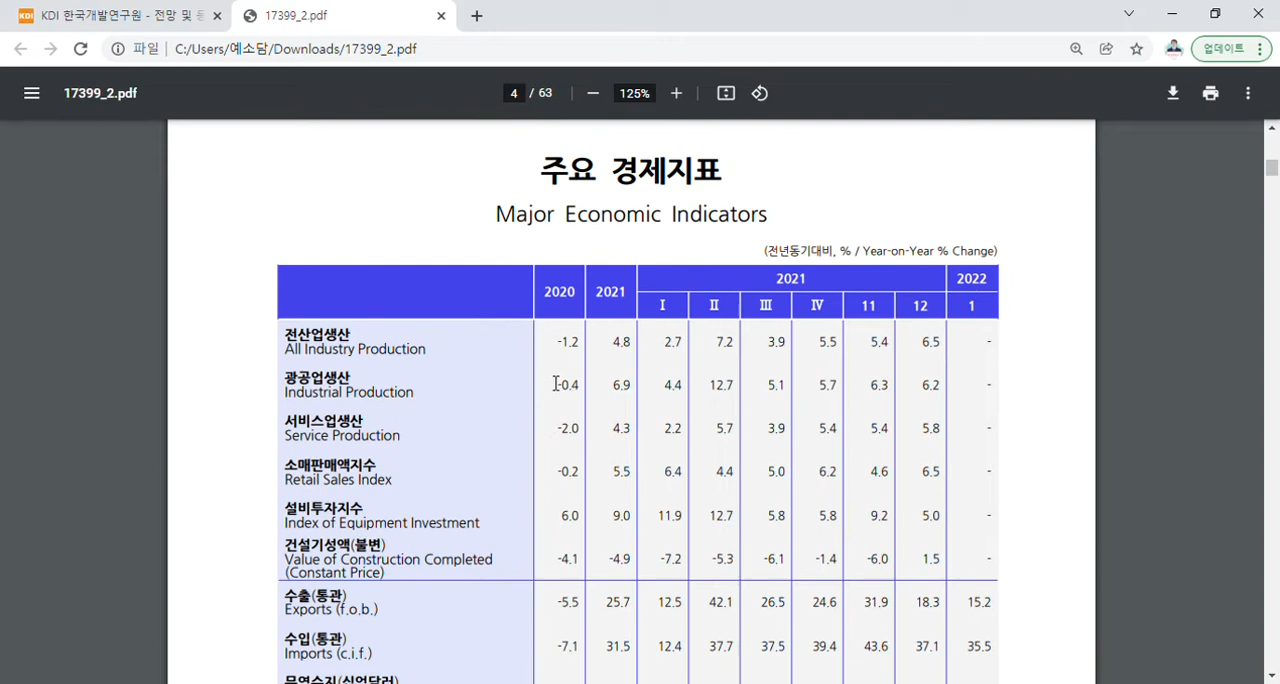 KDI 한국개발연구원 - 전망 및 동
17399_2.pdf
파일 C:/Users/예소담/Downloads/17399_2.pdf
업데이트
17399_2.pdf
4 / 63
125%
주요 경제지표
Major Economic Indicators
(전년동기대비, % / Year-on-Year % Change)
2020 2021 2021 2022
I II III IV 11 12 1
전산업생산
All Industry Production
-1.2 4.8 2.7 7.2 3.9 5.5 5.4 6.5 -
광공업생산
Industrial Production
-0.4 6.9 4.4 12.7 5.1 5.7 6.3 6.2 -
서비스업생산
Service Production
-2.0 4.3 2.2 5.7 3.9 5.4 5.4 5.8 -
소매판매액지수
Retail Sales Index
-0.2 5.5 6.4 4.4 5.0 6.2 4.6 6.5 -
설비투자지수
Index of Equipment Investment
6.0 9.0 11.9 12.7 5.8 5.8 9.2 5.0 -
건설기성액(불변)
Value of Construction Completed
(Constant Price)
-4.1 -4.9 -7.2 -5.3 -6.1 -1.4 -6.0 1.5 -
수출(통관)
Exports (f.o.b.)
-5.5 25.7 12.5 42.1 26.5 24.6 31.9 18.3 15.2
수입(통관)
Imports (c.i.f.)
-7.1 31.5 12.4 37.7 37.5 39.4 43.6 37.1 35.5
무역수지(십억달러)